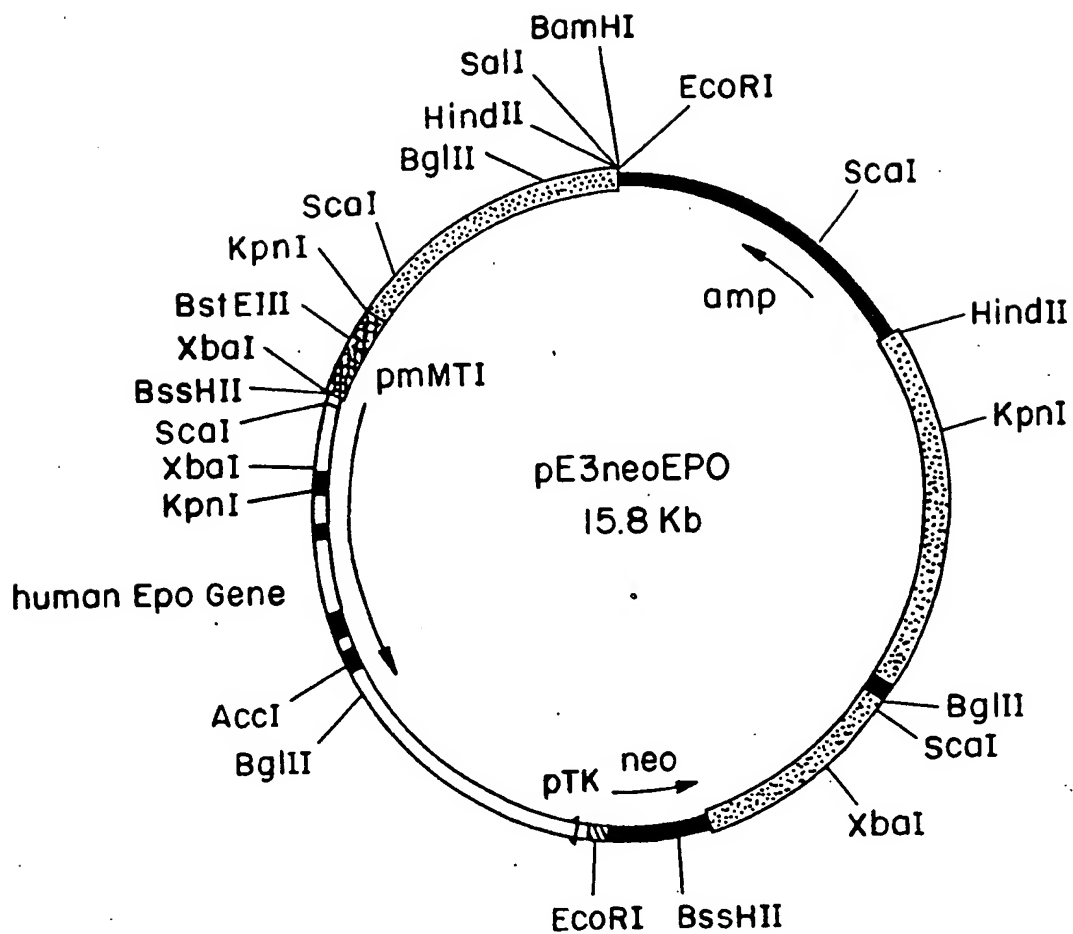 BamHI
SalI
EcoRI
HindII
BglII
ScaI
ScaI
KpnI
amp
BstEIII
HindII
XbaI
pmMTI
BssHII
KpnI
ScaI
XbaI
pE3neoEPO
KpnI
15.8 Kb
human Epo Gene
AccI
BglII
BglII
ScaI
pTK
neo
XbaI
EcoRI
BssHII